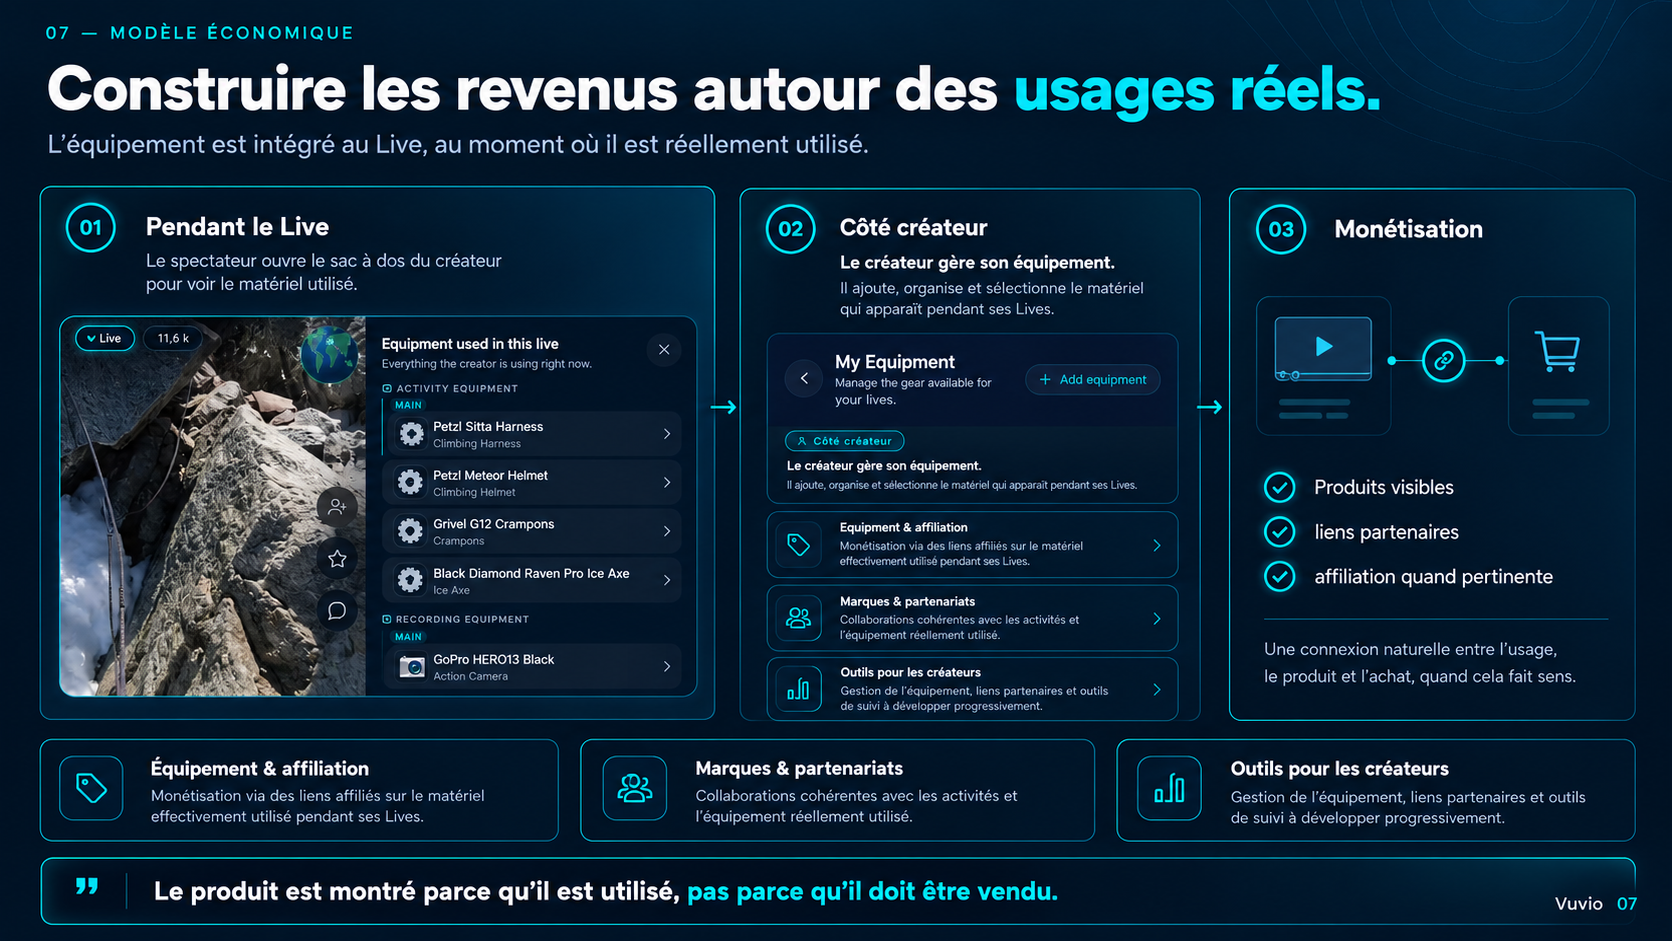 07 — MODÈLE ÉCONOMIQUE
Construire les revenus autour des usages réels.
L'équipement est intégré au Live, au moment où il est réellement utilisé.
01
Pendant le Live
Le spectateur ouvre le sac à dos du créateur
pour voir le matériel utilisé.
Live
11,6 k
Equipment used in this live
Everything the creator is using right now.
ACTIVITY EQUIPMENT
MAIN
Petzl Sitta Harness
Climbing Harness
Petzl Meteor Helmet
Climbing Helmet
Grivel G12 Crampons
Crampons
Black Diamond Raven Pro Ice Axe
Ice Axe
RECORDING EQUIPMENT
MAIN
GoPro HERO13 Black
Action Camera
02
Côté créateur
Le créateur gère son équipement.
Il ajoute, organise et sélectionne le matériel
qui apparaît pendant ses Lives.
My Equipment
Manage the gear available for
your lives.
+ Add equipment
Côté créateur
Le créateur gère son équipement.
Il ajoute, organise et sélectionne le matériel qui apparaît pendant ses Lives.
Equipment & affiliation
Monétisation via des liens affiliés sur le matériel
effectivement utilisé pendant ses Lives.
Marques & partenariats
Collaborations cohérentes avec les activités et
l'équipement réellement utilisé.
Outils pour les créateurs
Gestion de l'équipement, liens partenaires et outils
de suivi à développer progressivement.
03
Monétisation
Produits visibles
liens partenaires
affiliation quand pertinente
Une connexion naturelle entre l'usage,
le produit et l'achat, quand cela fait sens.
Équipement & affiliation
Monétisation via des liens affiliés sur le matériel
effectivement utilisé pendant ses Lives.
Marques & partenariats
Collaborations cohérentes avec les activités et
l'équipement réellement utilisé.
Outils pour les créateurs
Gestion de l'équipement, liens partenaires et outils
de suivi à développer progressivement.
” Le produit est montré parce qu'il est utilisé, pas parce qu'il doit être vendu.
Vuvio 07